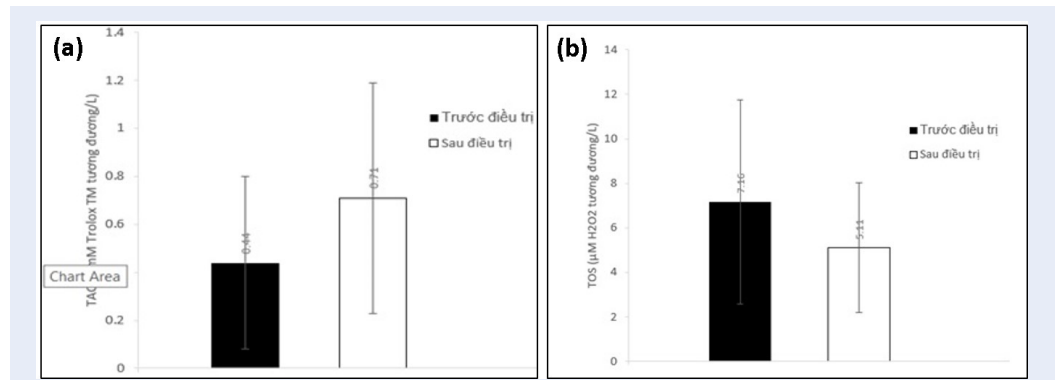 (a)
1.4
1.2
1
0.8
0.6
0.2
0
mM Trolox TM tương đương/L)
Chart Area
0.44
0.71
Trước điều trị
Sau điều trị
(b)
14
12
10
8
6
4
2
0
TOS (µM H2O2 tương đương/L)
7.16
5.11
Trước điều trị
Sau điều trị